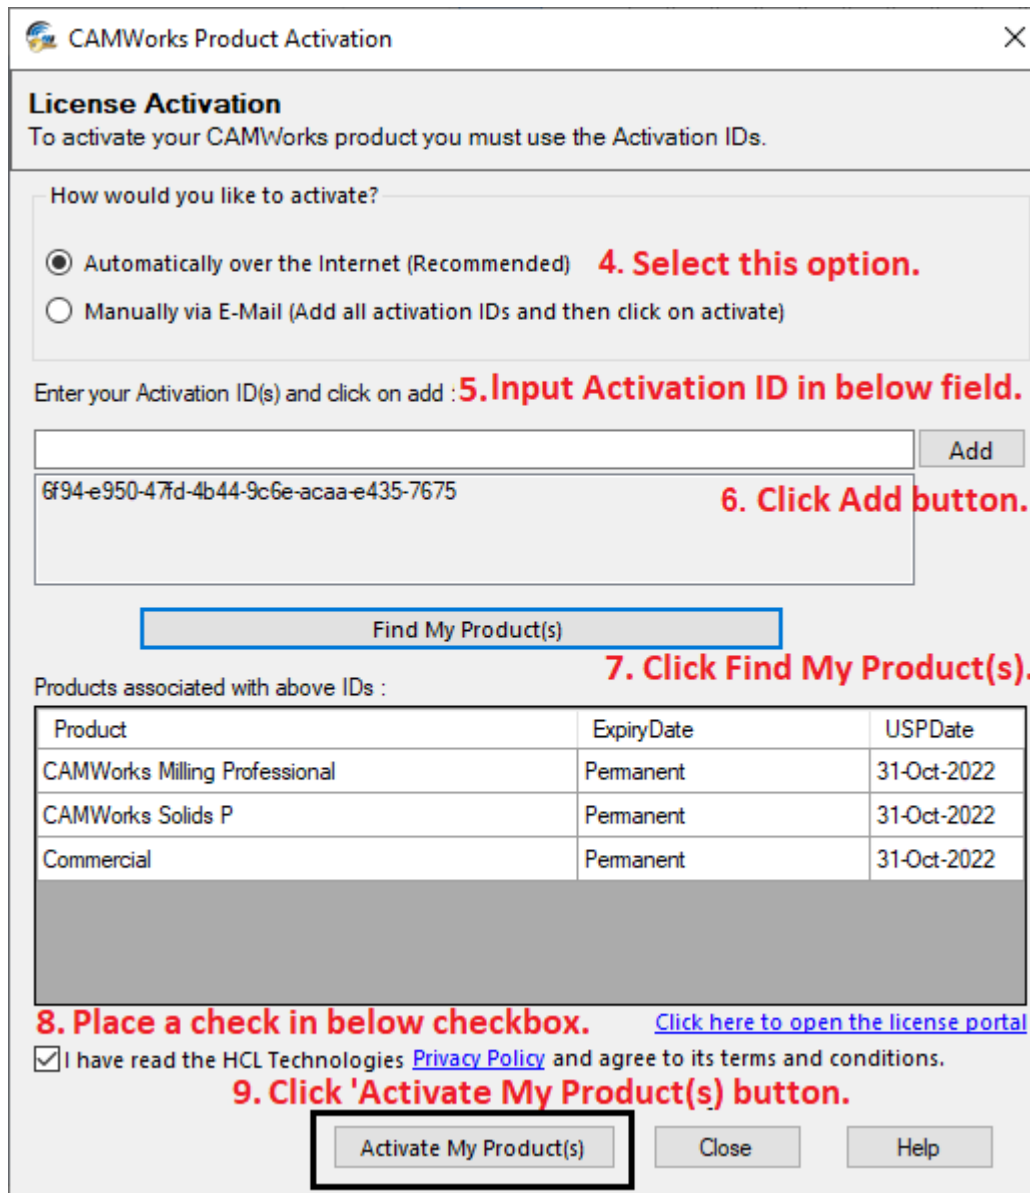 CAMWorks Product Activation
License Activation
To activate your CAMWorks product you must use the Activation IDs.
How would you like to activate?
Automatically over the Internet (Recommended) 4. Select this option.
Manually via E-Mail (Add all activation IDs and then click on activate)
Enter your Activation ID(s) and click on add : 5. Input Activation ID in below field.
Add
6f94-e950-47fd-4b44-9c6e-acaa-e435-7675
6. Click Add button.
Find My Product(s)
7. Click Find My Product(s).
Products associated with above IDs :
Product ExpiryDate USPDate
CAMWorks Milling Professional Permanent 31-Oct-2022
CAMWorks Solids P Permanent 31-Oct-2022
Commercial Permanent 31-Oct-2022
8. Place a check in below checkbox. Click here to open the license portal
I have read the HCL Technologies Privacy Policy and agree to its terms and conditions.
9. Click 'Activate My Product(s) button.
Activate My Product(s) Close Help